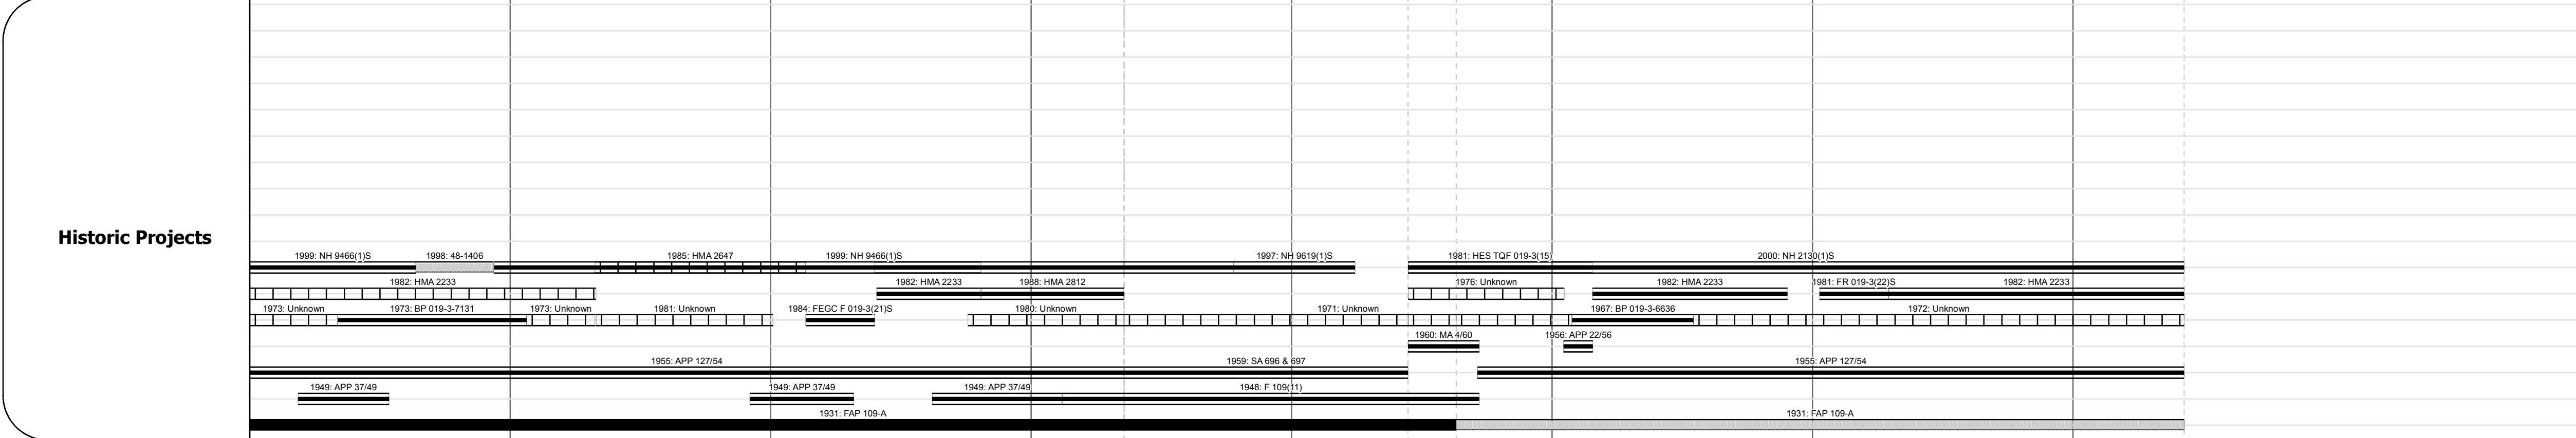 1999: NH 9466(1)S 1998: 48-1406 1985: HMA 2647 1999: NH 9466(1)S 1997: NH 9619(1)S 1981: HES TQF 019-3(15) 2000: NH 2130(1)S
Historic Projects
1982: HMA 2233 1982: HMA 2233 1988: HMA 2812 1976: Unknown 1982: HMA 2233 1981: FR 019-3(22)S 1982: HMA 2233
1973: Unknown 1973: BP 019-3-7131 1973: Unknown 1981: Unknown 1984: FEGC F 019-3(21)S 1980: Unknown 1971: Unknown 1967: BP 019-3-6636 1972: Unknown
1960: MA 4/60 1956: APP 22/56
1955: APP 127/54 1959: SA 696 & 697 1955: APP 127/54
1949: APP 37/49 1949: APP 37/49 1949: APP 37/49 1948: F 109(11)
1931: FAP 109-A 1931: FAP 109-A